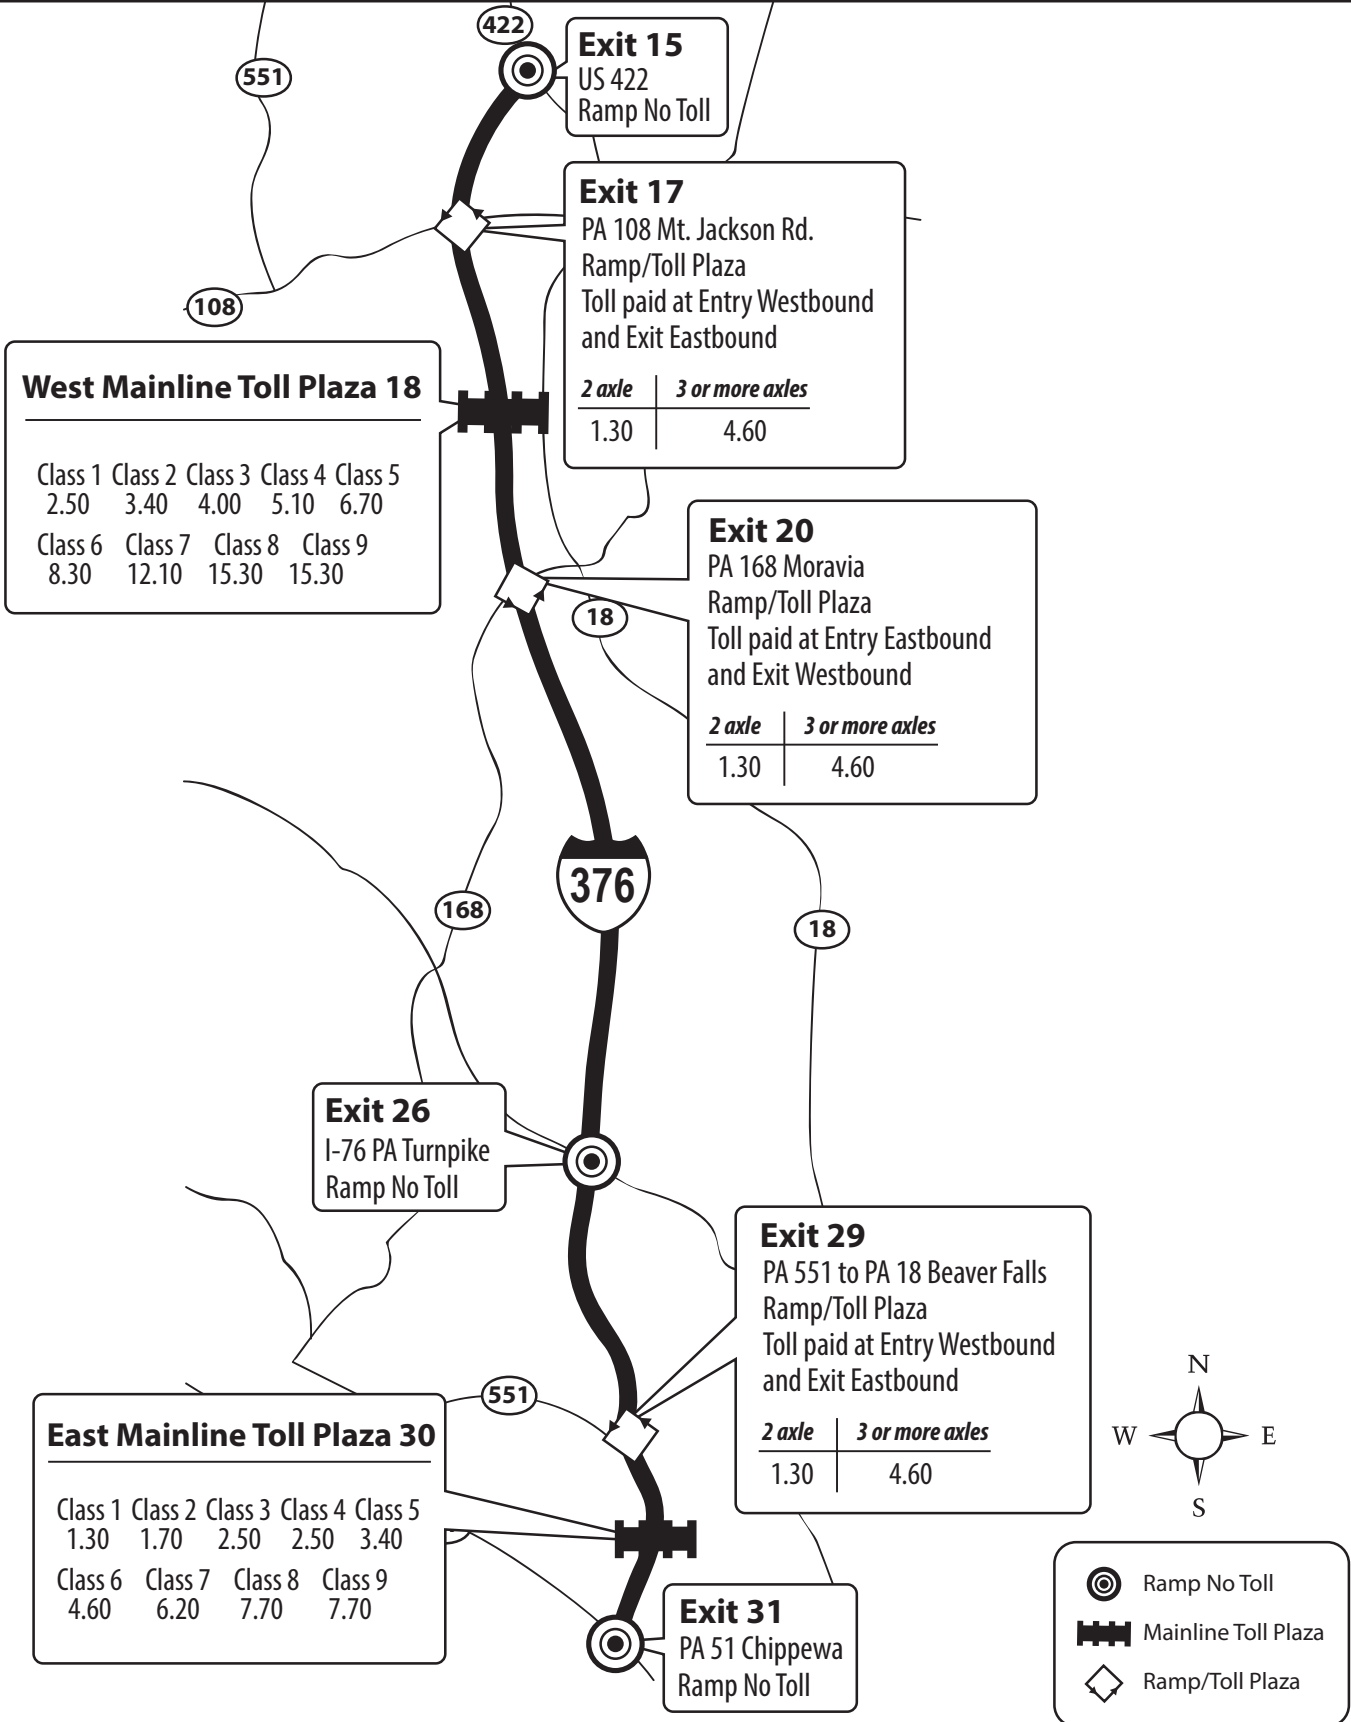 422
Exit 15
US 422
Ramp No Toll
551
Exit 17
PA 108 Mt. Jackson Rd.
Ramp/Toll Plaza
Toll paid at Entry Westbound
and Exit Eastbound
2 axle 3 or more axles
1.30 4.60
108
West Mainline Toll Plaza 18
Class 1 Class 2 Class 3 Class 4 Class 5
2.50 3.40 4.00 5.10 6.70
Class 6 Class 7 Class 8 Class 9
8.30 12.10 15.30 15.30
Exit 20
PA 168 Moravia
Ramp/Toll Plaza
Toll paid at Entry Eastbound
and Exit Westbound
2 axle 3 or more axles
1.30 4.60
18
376
168
18
Exit 26
I-76 PA Turnpike
Ramp No Toll
Exit 29
PA 551 to PA 18 Beaver Falls
Ramp/Toll Plaza
Toll paid at Entry Westbound
and Exit Eastbound
2 axle 3 or more axles
1.30 4.60
551
East Mainline Toll Plaza 30
Class 1 Class 2 Class 3 Class 4 Class 5
1.30 1.70 2.50 2.50 3.40
Class 6 Class 7 Class 8 Class 9
4.60 6.20 7.70 7.70
Exit 31
PA 51 Chippewa
Ramp No Toll
N
W E
S
Ramp No Toll
Mainline Toll Plaza
Ramp/Toll Plaza